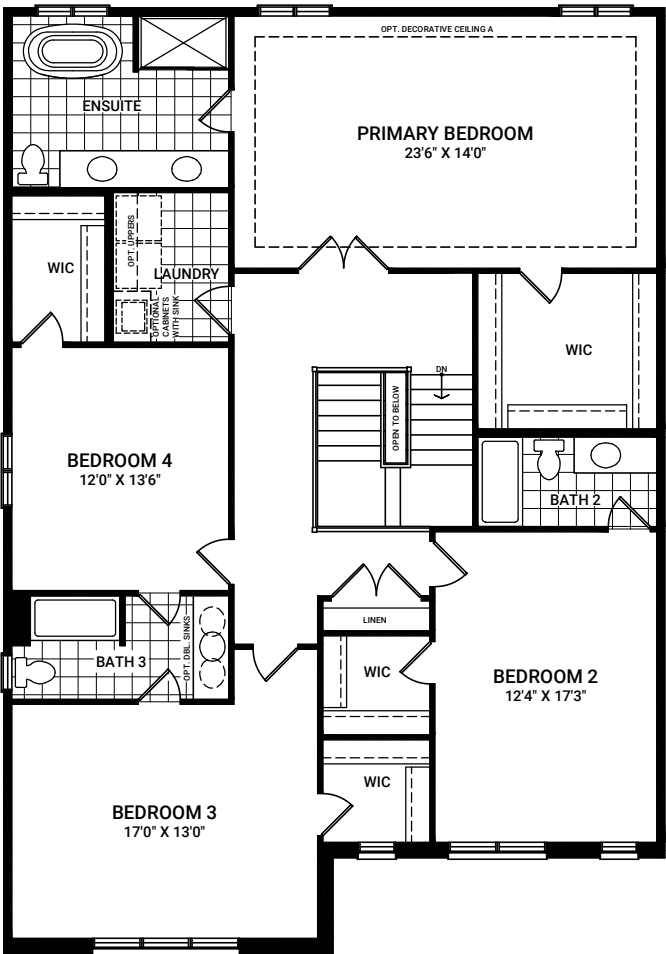 OPT. DECORATIVE CEILING A
ENSUITE
PRIMARY BEDROOM
23'6" X 14'0"
OPT. UPPERS
WIC
LAUNDRY
OPTIONAL
CABINETS
WITH SINK
WIC
DN
OPEN TO BELOW
BEDROOM 4
12'0" X 13'6"
BATH 2
LINEN
OPT. DBL. SINKS
BATH 3
WIC
BEDROOM 2
12'4" X 17'3"
WIC
BEDROOM 3
17'0" X 13'0"